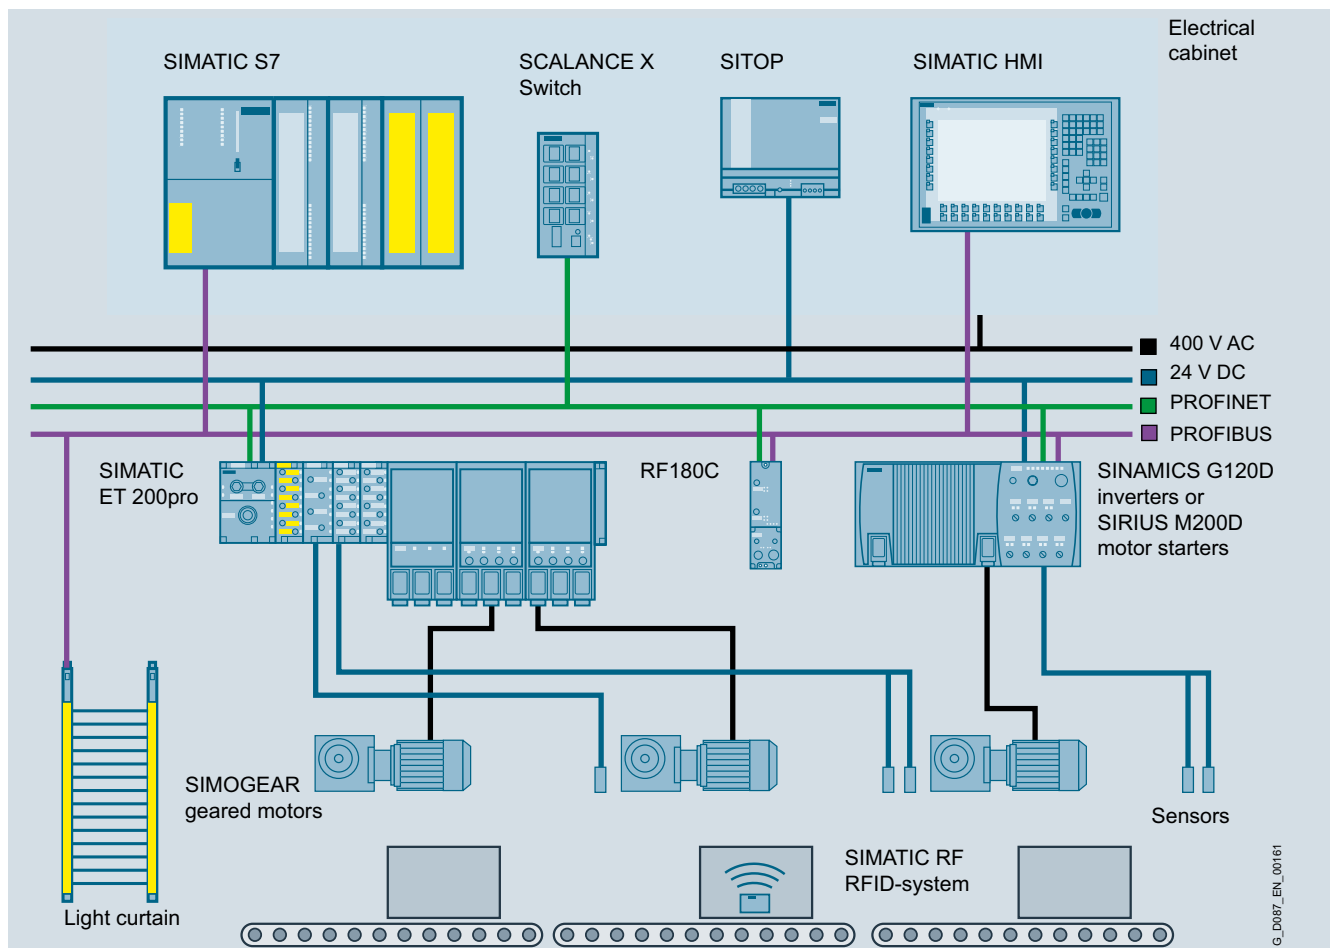 Electrical
cabinet
SIMATIC S7
SCALANCE X
Switch
SITOP
SIMATIC HMI
400 V AC
24 V DC
PROFINET
PROFIBUS
SIMATIC
ET 200pro
RF180C
SINAMICS G120D
inverters or
SIRIUS M200D
motor starters
SIMOGEAR
geared motors
Sensors
SIMATIC RF
RFID-system
Light curtain
G_D087_EN_00161